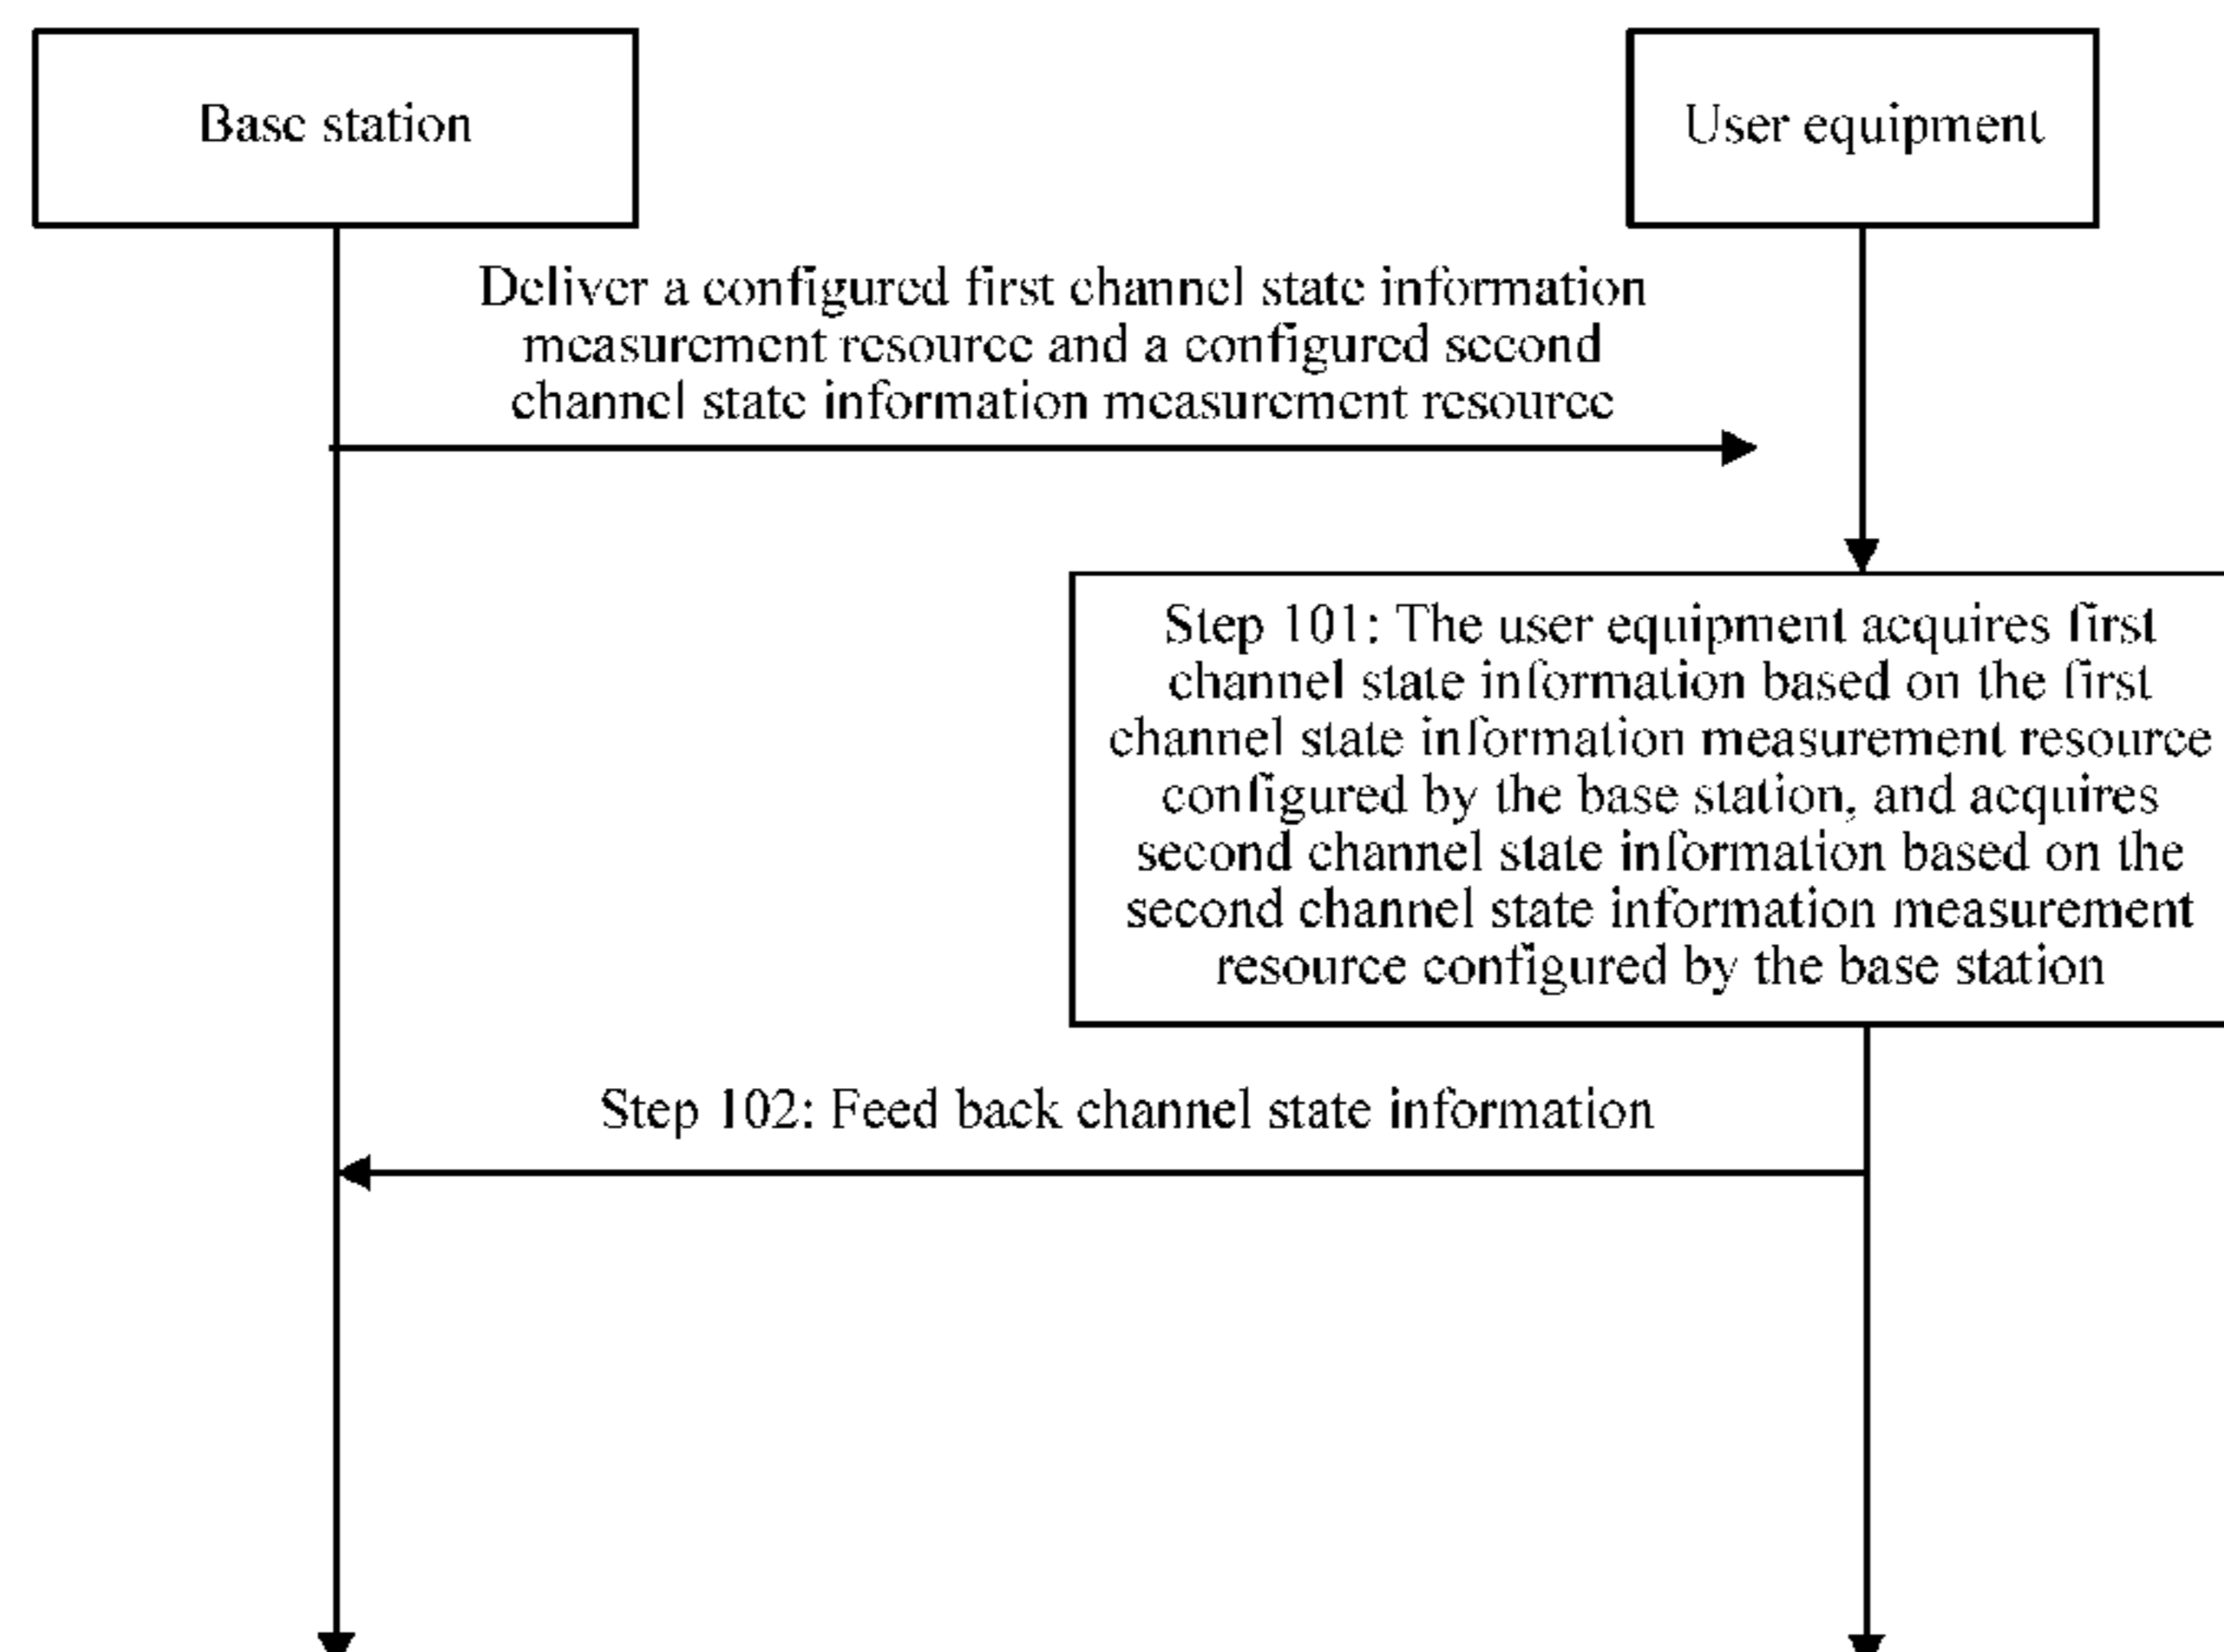 Base station
User equipment
Deliver a configured first channel state information
measurement resource and a configured second
channel state information measurement resource
Step 101: The user equipment acquires first
channel state information based on the first
channel state information measurement resource
configured by the base station, and acquires
second channel state information based on the
second channel state information measurement
resource configured by the base station
Step 102: Feed back channel state information